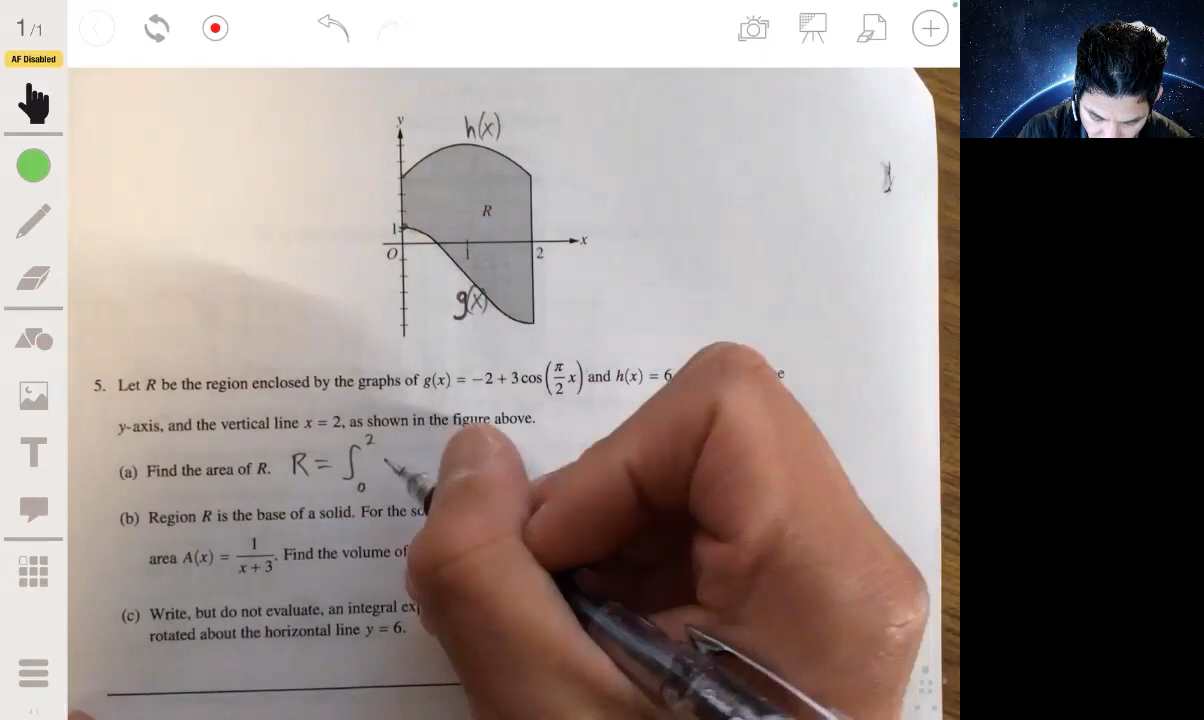 1/1
AF Disabled
y
h(x)
R
1
O
1
2
x
g(x)
5. Let R be the region enclosed by the graphs of g(x) = −2 + 3 cos(π/2 x) and h(x) = 6
e
y-axis, and the vertical line x = 2, as shown in the figure above.
(a) Find the area of R. R = ∫₀²
(b) Region R is the base of a solid. For the
area A(x) = 1/(x + 3). Find the volume of
(c) Write, but do not evaluate, an integral
rotated about the horizontal line y = 6.
T